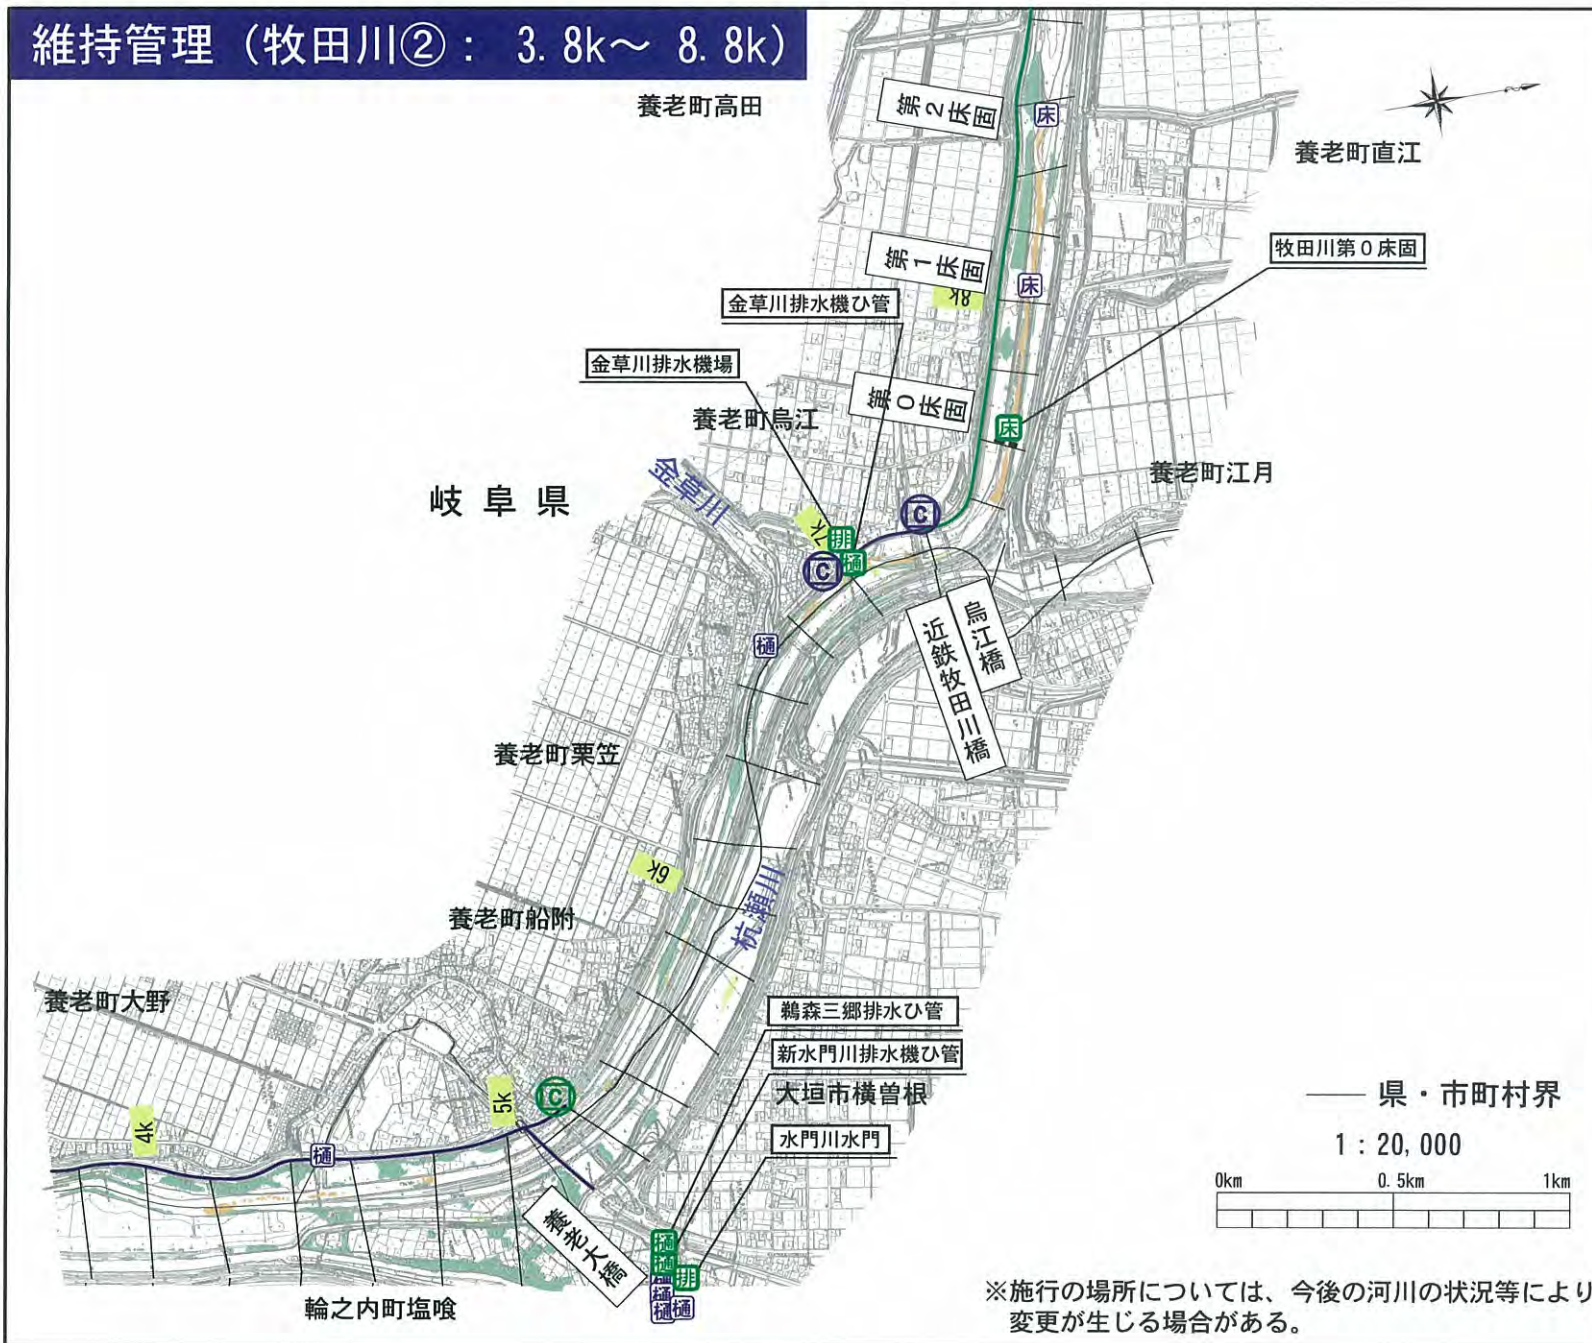 維持管理（牧田川②： 3.8k～ 8.8k）
養老町高田
第２床固
床
養老町直江
第１床固
床
8k
牧田川第０床固
金草川排水機ひ管
金草川排水機場
養老町烏江
第０床固
床
養老町江月
岐阜県
金草川
7k
排
樋
C
C
烏江橋
近鉄牧田川橋
樋
養老町栗笠
6k
杭瀬川
養老町船附
養老町大野
鵜森三郷排水ひ管
新水門川排水機ひ管
大垣市横曽根
水門川水門
5k
C
4k
樋
養老大橋
樋
樋
排
樋
樋
樋
輪之内町塩喰
県・市町村界
1：20,000
0km 0.5km 1km
※施行の場所については、今後の河川の状況等により
変更が生じる場合がある。